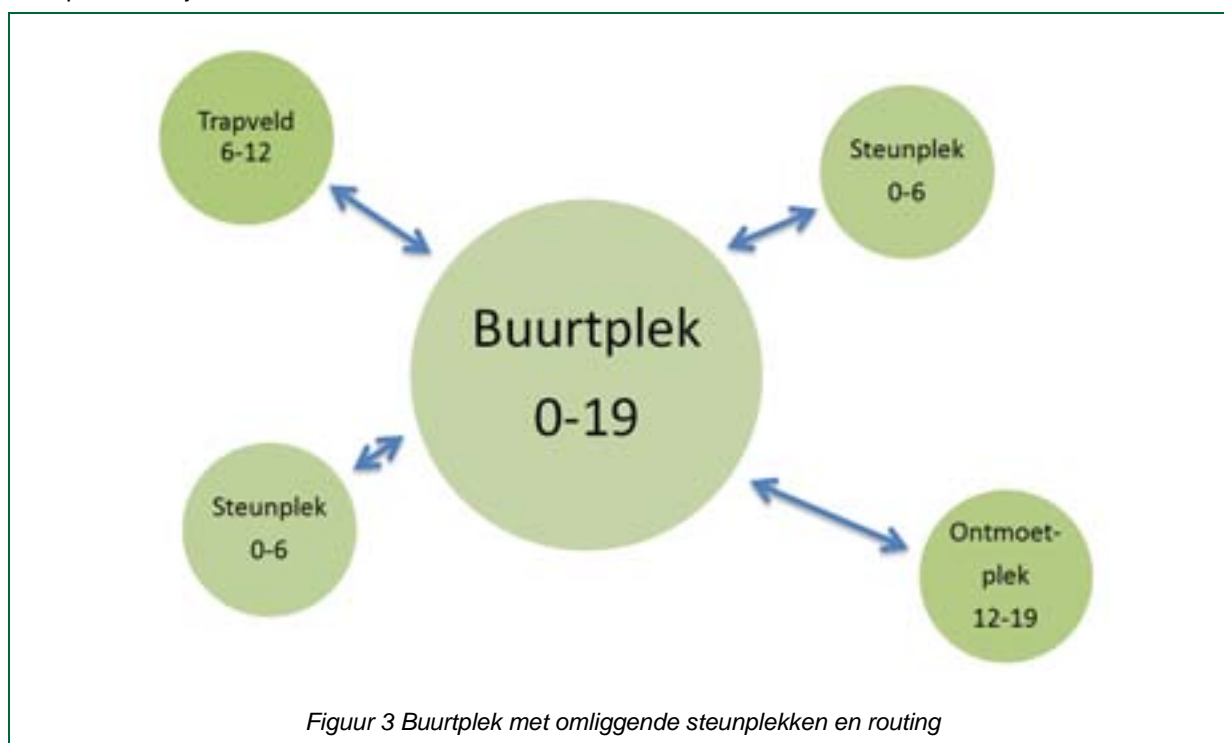 Trapveld
6-12
Steunplek
0-6
Buurtplek
0-19
Steunplek
0-6
Ontmoet-
plek
12-19
Figuur 3 Buurtplek met omliggende steunplekken en routing